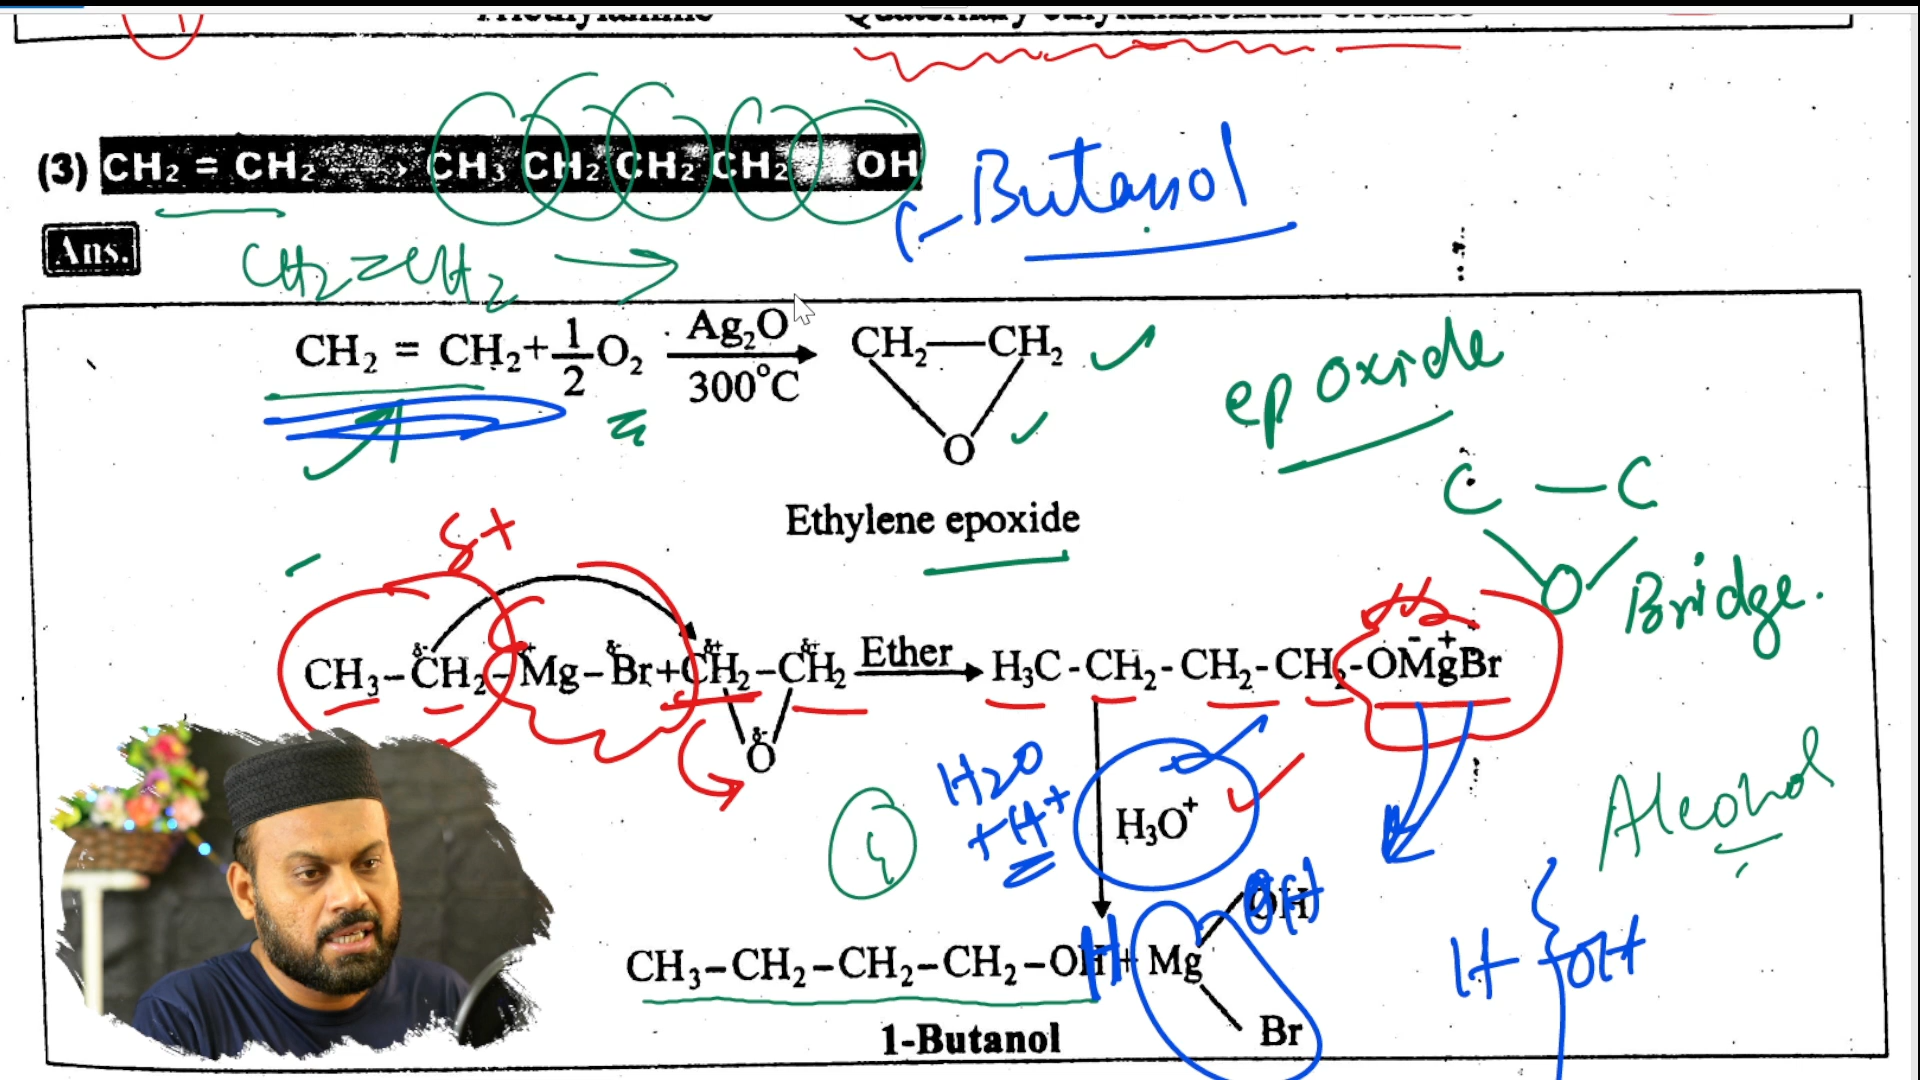 (3) CH₂ = CH₂ → CH₃ CH₂ CH₂ CH₂ OH
1-Butanol
Ans.
CH₂=CH₂ →
CH₂ = CH₂ + 1/2 O₂ Ag₂O 300°C → CH₂—CH₂ O
epoxide
C — C O Bridge.
Ethylene epoxide
δ+
CH₃–CH₂–Mg–Br + CH₂–CH₂ O Ether → H₃C-CH₂-CH₂-CH₂-OMgBr
δ- + δ- δ+ δ+ δ- - +
H₂O + H⁺
H₃O⁺
Alcohol
CH₃–CH₂–CH₂–CH₂–OH + Mg OH Br
H OH
H OH
1-Butanol